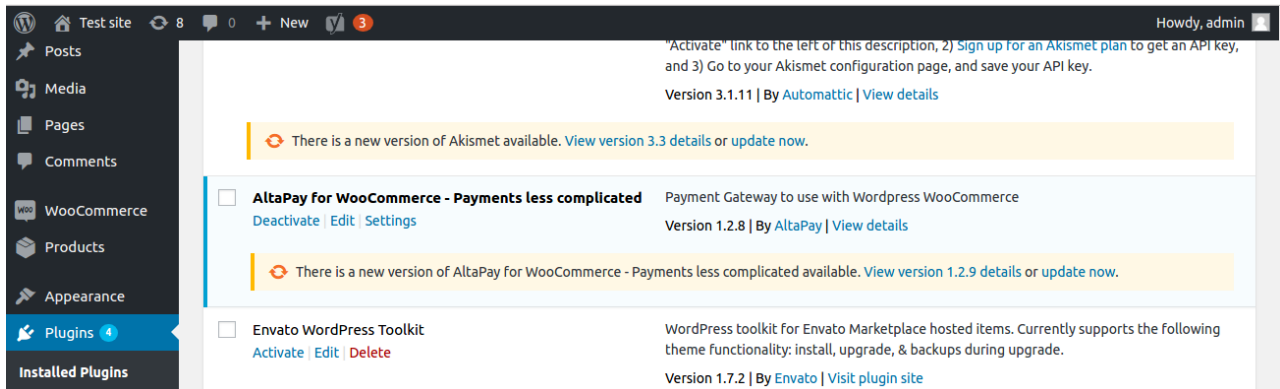 Test site 8 0 + New 3 Howdy, admin
Posts
Media
Pages
Comments
WOO WooCommerce
Products
Appearance
Plugins 4
Installed Plugins
"Activate" link to the left of this description, 2) Sign up for an Akismet plan to get an API key,
and 3) Go to your Akismet configuration page, and save your API key.
Version 3.1.11 | By Automattic | View details
There is a new version of Akismet available. View version 3.3 details or update now.
AltaPay for WooCommerce - Payments less complicated
Deactivate | Edit | Settings
Payment Gateway to use with Wordpress WooCommerce
Version 1.2.8 | By AltaPay | View details
There is a new version of AltaPay for WooCommerce - Payments less complicated available. View version 1.2.9 details or update now.
Envato WordPress Toolkit
Activate | Edit | Delete
WordPress toolkit for Envato Marketplace hosted items. Currently supports the following
theme functionality: install, upgrade, & backups during upgrade.
Version 1.7.2 | By Envato | Visit plugin site